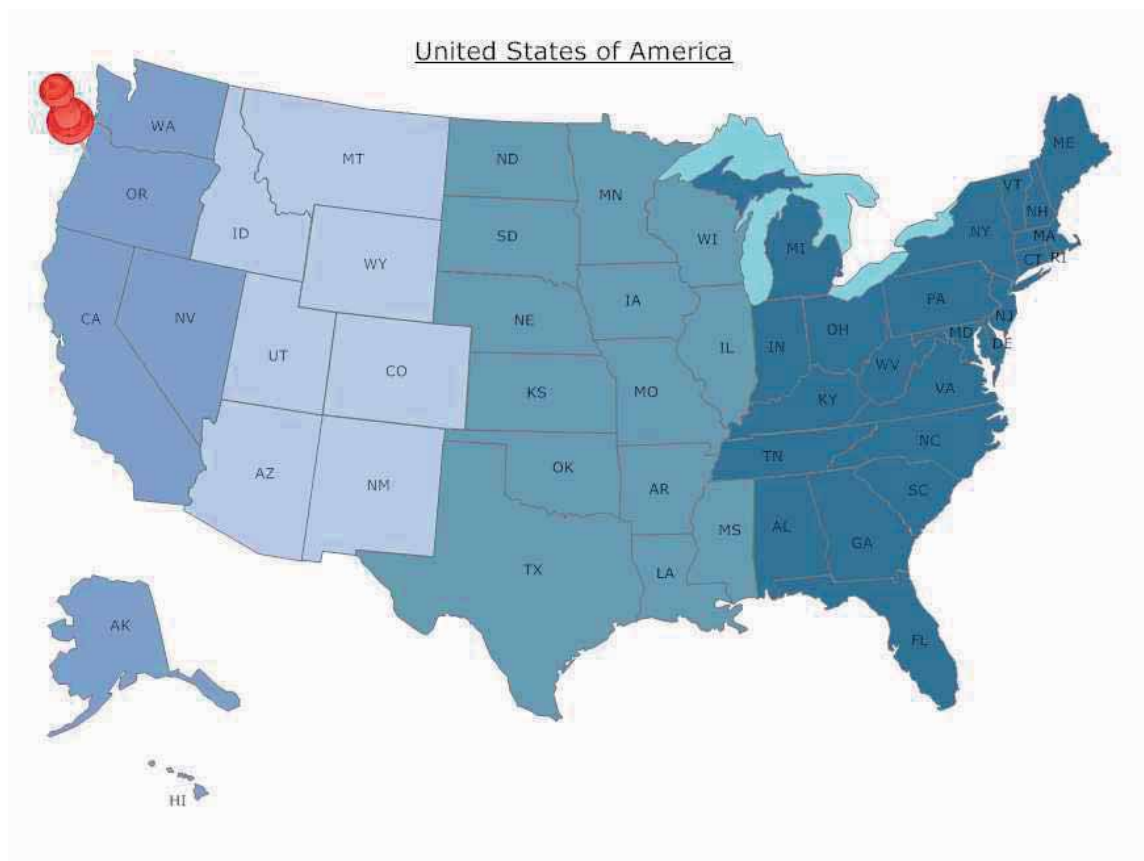 United States of America
WA
MT
ND
MN
ME
OR
ID
SD
WI
MI
VT
NH
NY
MA
CT RI
WY
CA
NV
NE
IA
PA
NJ
UT
CO
IL
IN
OH
MD
DE
WV
KS
MO
KY
VA
AZ
NM
OK
AR
TN
NC
SC
MS
AL
GA
TX
LA
FL
AK
HI